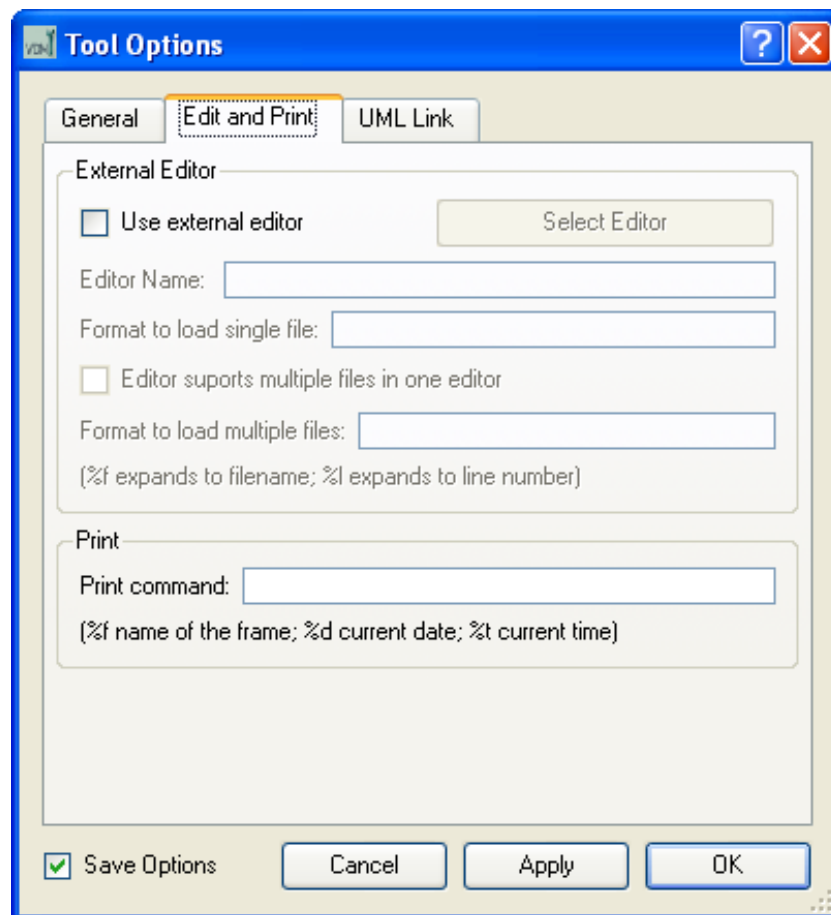 Tool Options
General Edit and Print UML Link
External Editor
Use external editor Select Editor
Editor Name:
Format to load single file:
Editor suports multiple files in one editor
Format to load multiple files:
(%f expands to filename; %l expands to line number)
Print
Print command:
(%f name of the frame; %d current date; %t current time)
Save Options Cancel Apply OK